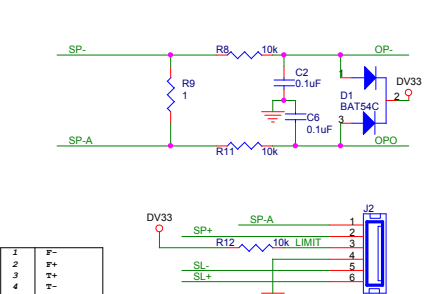 SP-
R8
10k
OP-
R9
1
C2
0.1uF
1
D1
BAT54C
2
DV33
C6
0.1uF
3
SP-A
R11
10k
OPO
J2
DV33
SP-A
1
SP+
2
R12
10k
LIMIT
3
4
SL-
5
SL+
6
1 F-
2 F+
3 T+
4 T-